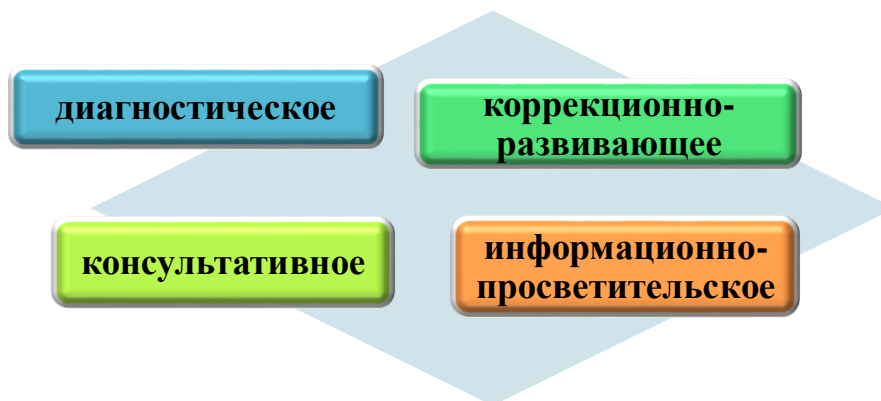 диагностическое
коррекционно-
развивающее
консультативное
информационно-
просветительское